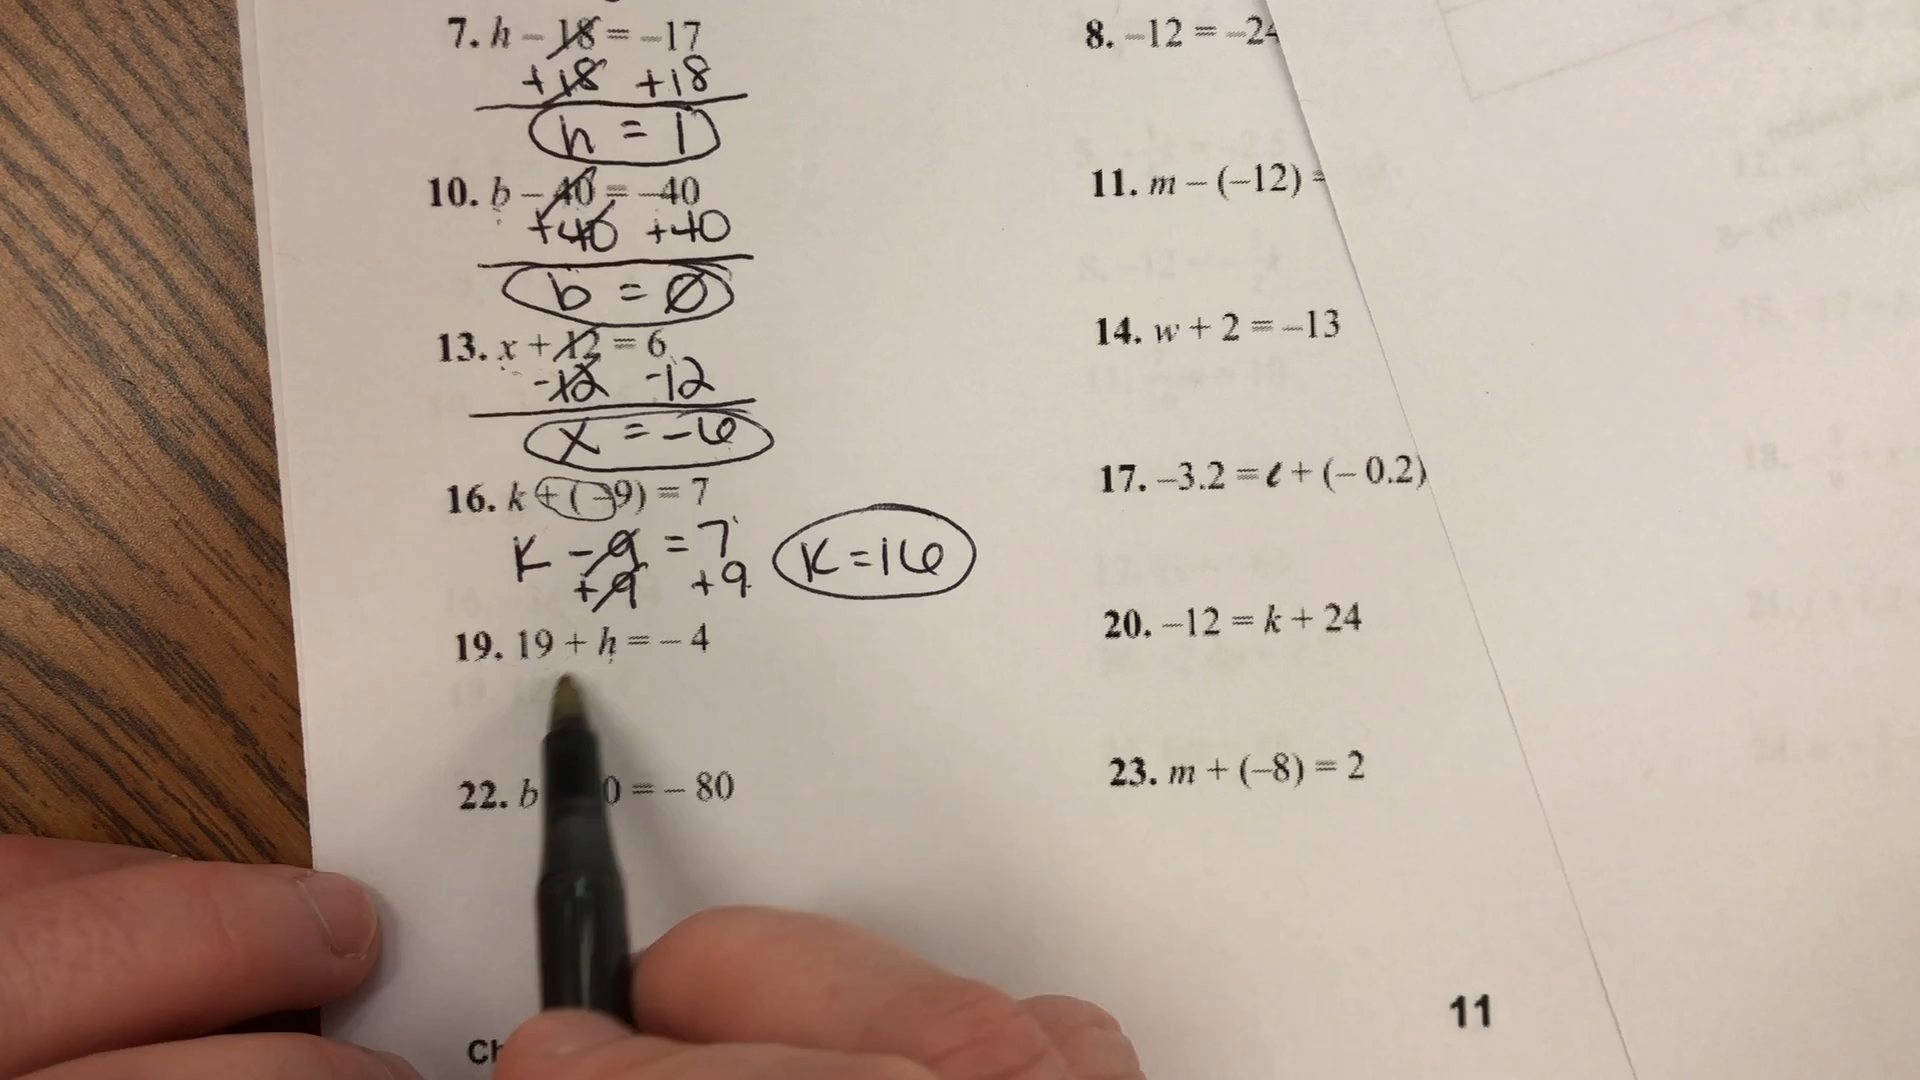 7. h - 18 = -17
+18 +18
h = 1
8. -12 = -24
10. b - 40 = -40
+40 +40
b = 0
11. m - (-12) =
13. x + 12 = 6
-12 -12
x = -6
14. w + 2 = -13
16. k + (-9) = 7
K - 9 = 7
+9 +9
K = 16
17. -3.2 = ℓ + (-0.2)
19. 19 + h = -4
20. -12 = k + 24
22. b 0 = -80
23. m + (-8) = 2
11